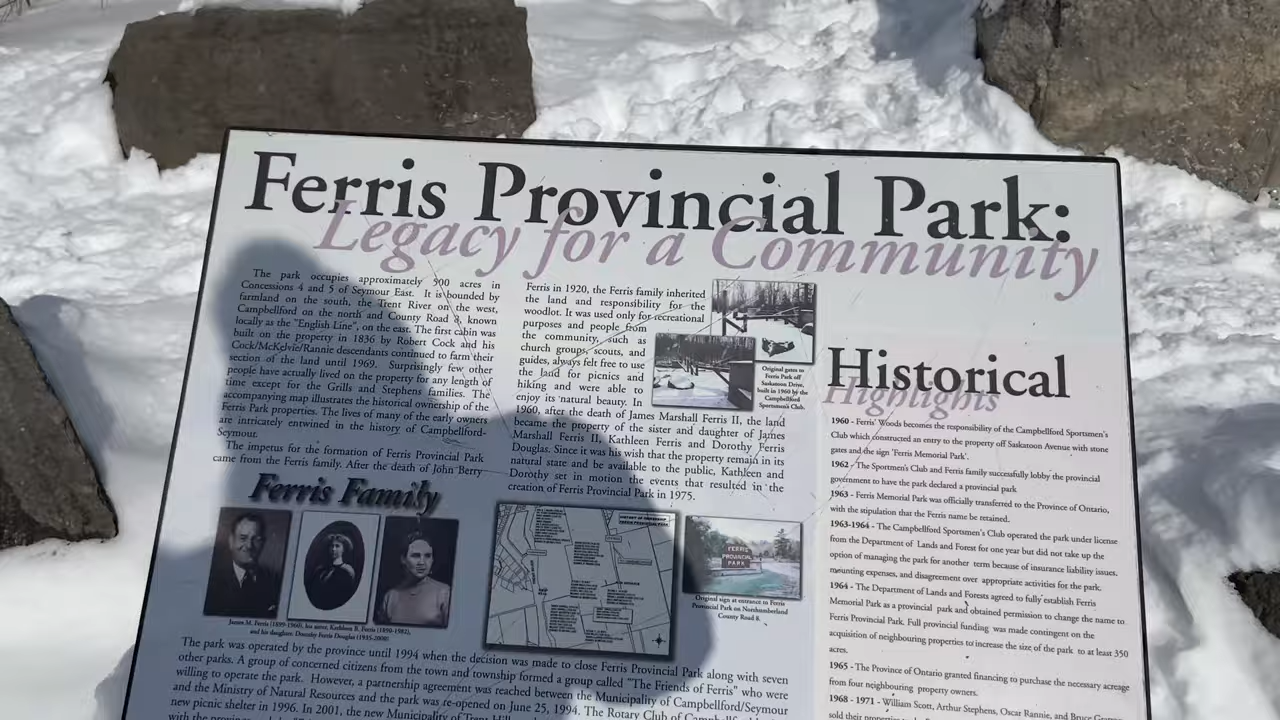 Ferris Provincial Park:
Legacy for a Community
The park occupies approximately 900 acres in
Concessions 4 and 5 of Seymour East. It is bounded by
farmland on the south, the Trent River on the west,
Campbellford on the north and County Road 8, known
locally as the "English Line", on the east. The first cabin was
built on the property in 1836 by Robert Cock and his
Cock/McKelvie/Rannie descendants continued to farm their
section of the land until 1969. Surprisingly few other
people have actually lived on the property for any length of
time except for the Grills and Stephens families. The
accompanying map illustrates the historical ownership of the
Ferris Park properties. The lives of many of the early owners
are intricately entwined in the history of Campbellford-
Seymour.
The impetus for the formation of Ferris Provincial Park
came from the Ferris family. After the death of John Berry
Ferris in 1920, the Ferris family inherited
the land and responsibility for the
woodlot. It was used only for recreational
purposes and people from
the community, such as
church groups, scouts, and
guides, always felt free to use
the land for picnics and
hiking and were able to
enjoy its natural beauty. In
1960, after the death of James Marshall Ferris II, the land
became the property of the sister and daughter of James
Marshall Ferris II, Kathleen Ferris and Dorothy Ferris
Douglas. Since it was his wish that the property remain in its
natural state and be available to the public, Kathleen and
Dorothy set in motion the events that resulted in the
creation of Ferris Provincial Park in 1975.
Original gates to
Ferris Park off
Saskatoon Drive,
built in 1960 by the
Campbellford
Sportsmen's Club.
Ferris Family
James M. Ferris (1899-1960), his sister, Kathleen B. Ferris (1890-1982),
and his daughter, Dorothy Ferris Douglas (1935-2000)
FERRIS
PROVINCIAL
PARK
Original sign at entrance to Ferris
Provincial Park on Northumberland
County Road 8.
The park was operated by the province until 1994 when the decision was made to close Ferris Provincial Park along with seven
other parks. A group of concerned citizens from the town and township formed a group called "The Friends of Ferris" who were
willing to operate the park. However, a partnership agreement was reached between the Municipality of Campbellford/Seymour
and the Ministry of Natural Resources and the park was re-opened on June 25, 1994. The Rotary Club of
new picnic shelter in 1996. In 2001, the new Municipality of Trent
Historical
Highlights
1960 - Ferris' Woods becomes the responsibility of the Campbellford Sportsmen's
Club which constructed an entry to the property off Saskatoon Avenue with stone
gates and the sign 'Ferris Memorial Park'.
1962 - The Sportsmen's Club and Ferris family successfully lobby the provincial
government to have the park declared a provincial park
1963 - Ferris Memorial Park was officially transferred to the Province of Ontario,
with the stipulation that the Ferris name be retained.
1963-1964 - The Campbellford Sportsmen's Club operated the park under license
from the Department of Lands and Forest for one year but did not take up the
option of managing the park for another term because of insurance liability issues,
mounting expenses, and disagreement over appropriate activities for the park.
1964 - The Department of Lands and Forests agreed to fully establish Ferris
Memorial Park as a provincial park and obtained permission to change the name to
Ferris Provincial Park. Full provincial funding was made contingent on the
acquisition of neighbouring properties to increase the size of the park to at least 350
acres.
1965 - The Province of Ontario granted financing to purchase the necessary acreage
from four neighbouring property owners.
1968 - 1971 - William Scott, Arthur Stephens, Oscar Rannie, and Bruce
sold their